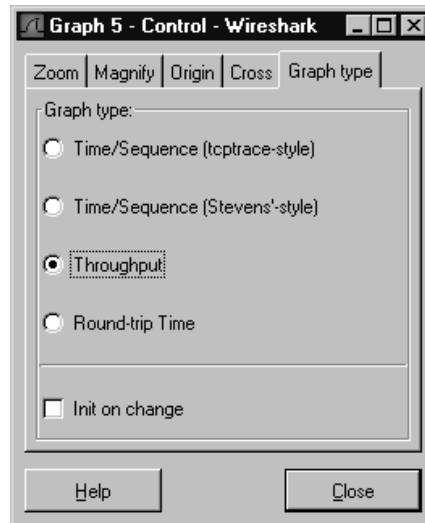 Graph 5 - Control - Wireshark
Zoom Magnify Origin Cross Graph type
Graph type:
Time/Sequence (tcptrace-style)
Time/Sequence (Stevens'-style)
Throughput
Round-trip Time
Init on change
Help Close